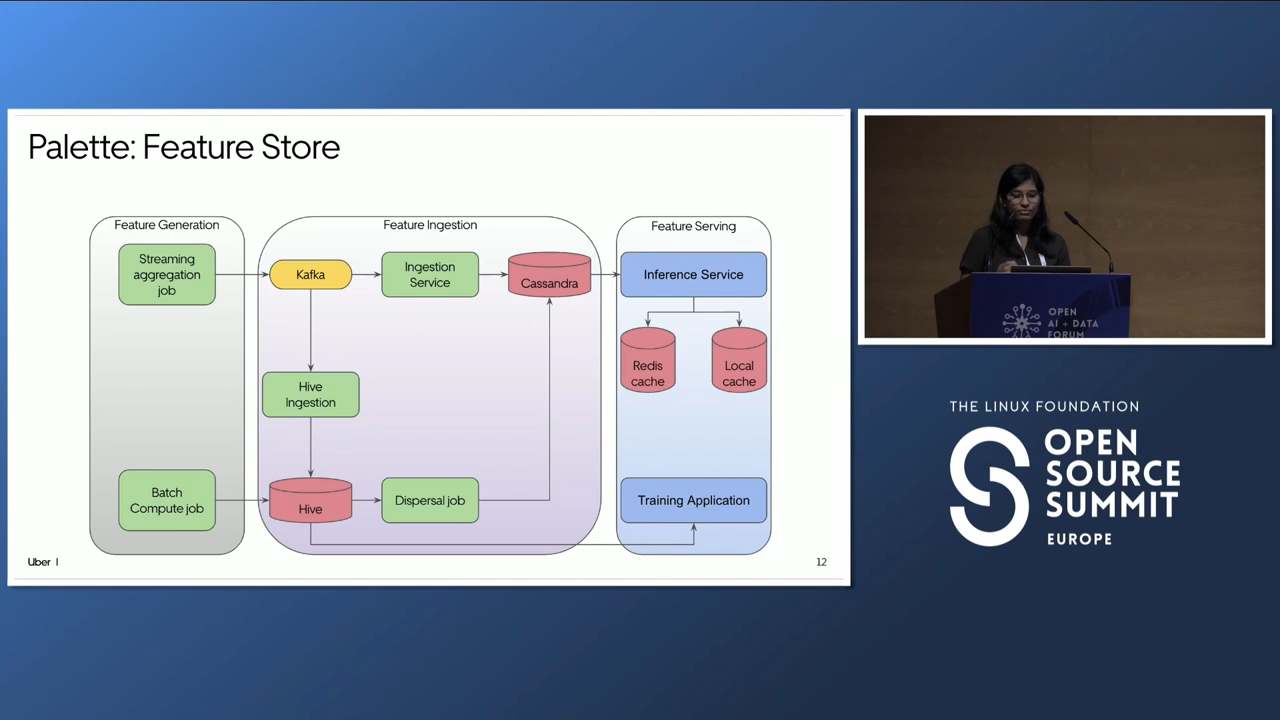 Palette: Feature Store
Feature Generation
Feature Ingestion
Feature Serving
Streaming
aggregation
job
Kafka
Ingestion
Service
Cassandra
Inference Service
Redis
cache
Local
cache
Hive
Ingestion
Batch
Compute job
Hive
Dispersal job
Training Application
Uber |
12
OPEN
AI + DATA
FORUM
THE LINUX FOUNDATION
OPEN
SOURCE
SUMMIT
EUROPE